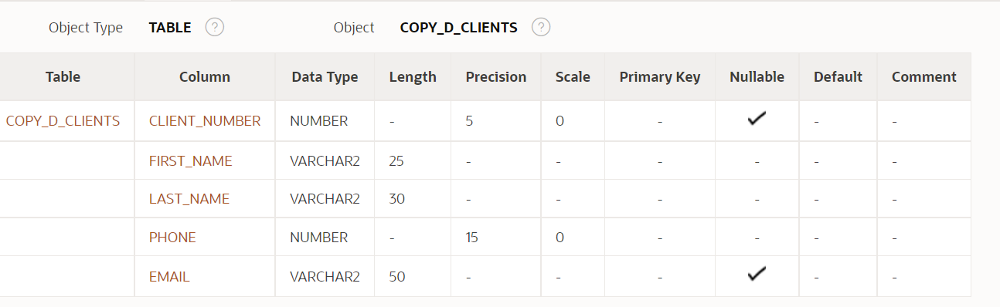 Object Type TABLE ? Object COPY_D_CLIENTS ?
Table Column Data Type Length Precision Scale Primary Key Nullable Default Comment
COPY_D_CLIENTS CLIENT_NUMBER NUMBER - 5 0 - ✓ - -
FIRST_NAME VARCHAR2 25 - - - - - -
LAST_NAME VARCHAR2 30 - - - - - -
PHONE NUMBER - 15 0 - - - -
EMAIL VARCHAR2 50 - - - ✓ - -